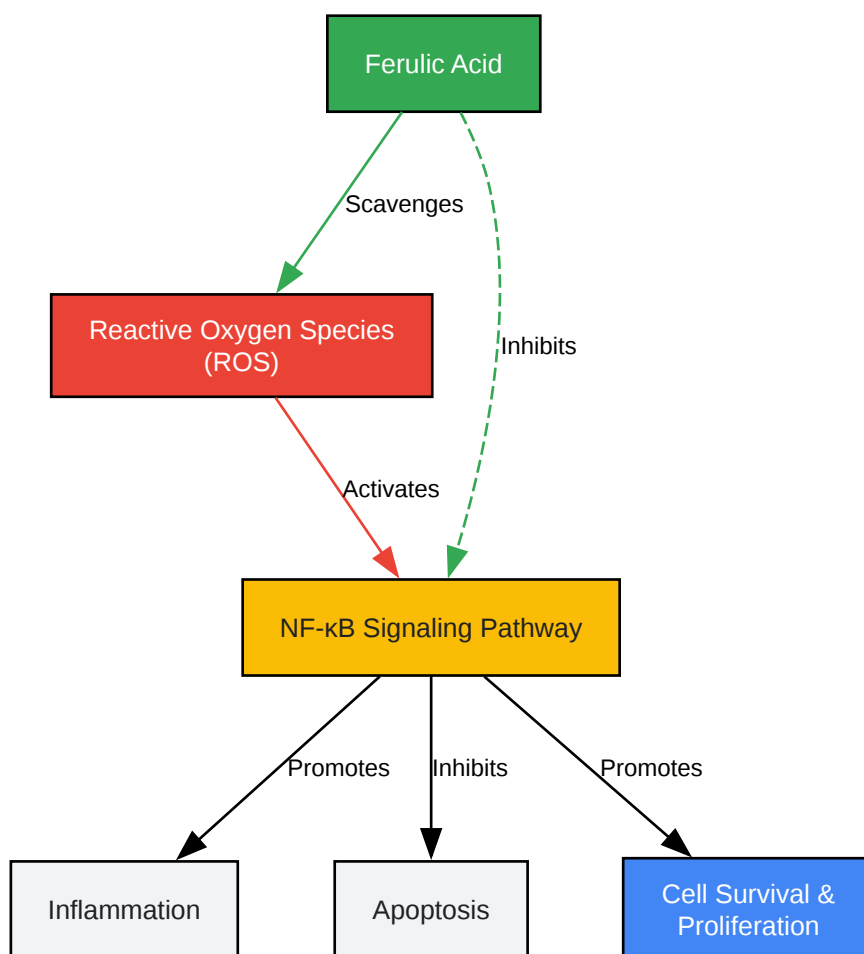 Ferulic Acid
Scavenges
Reactive Oxygen Species
(ROS)
Inhibits
Activates
NF-κB Signaling Pathway
Promotes
Inhibits
Promotes
Inflammation
Apoptosis
Cell Survival &
Proliferation